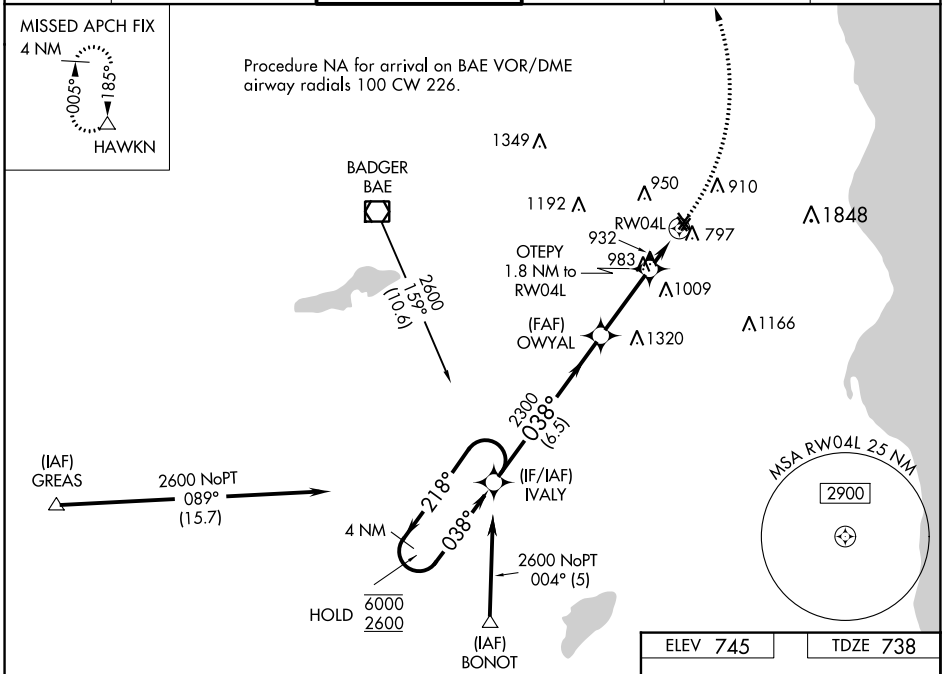 MISSED APCH FIX
4 NM
005°
185°
HAWKN
Procedure NA for arrival on BAE VOR/DME
airway radials 100 CW 226.
1349
BADGER
BAE
1192
950
910
RW04L
797
1848
932
OTEPY
1.8 NM to
RW04L
983
1009
2600
159°
(10.6)
(FAF)
OWYAL
1320
1166
2300
038°
(6.5)
MSA RW04L 25 NM
2900
(IAF)
GREAS
2600 NoPT
089°
(15.7)
218°
038°
(IF/IAF)
IVALY
4 NM
2600 NoPT
004° (5)
HOLD
6000
2600
(IAF)
BONOT
ELEV 745
TDZE 738